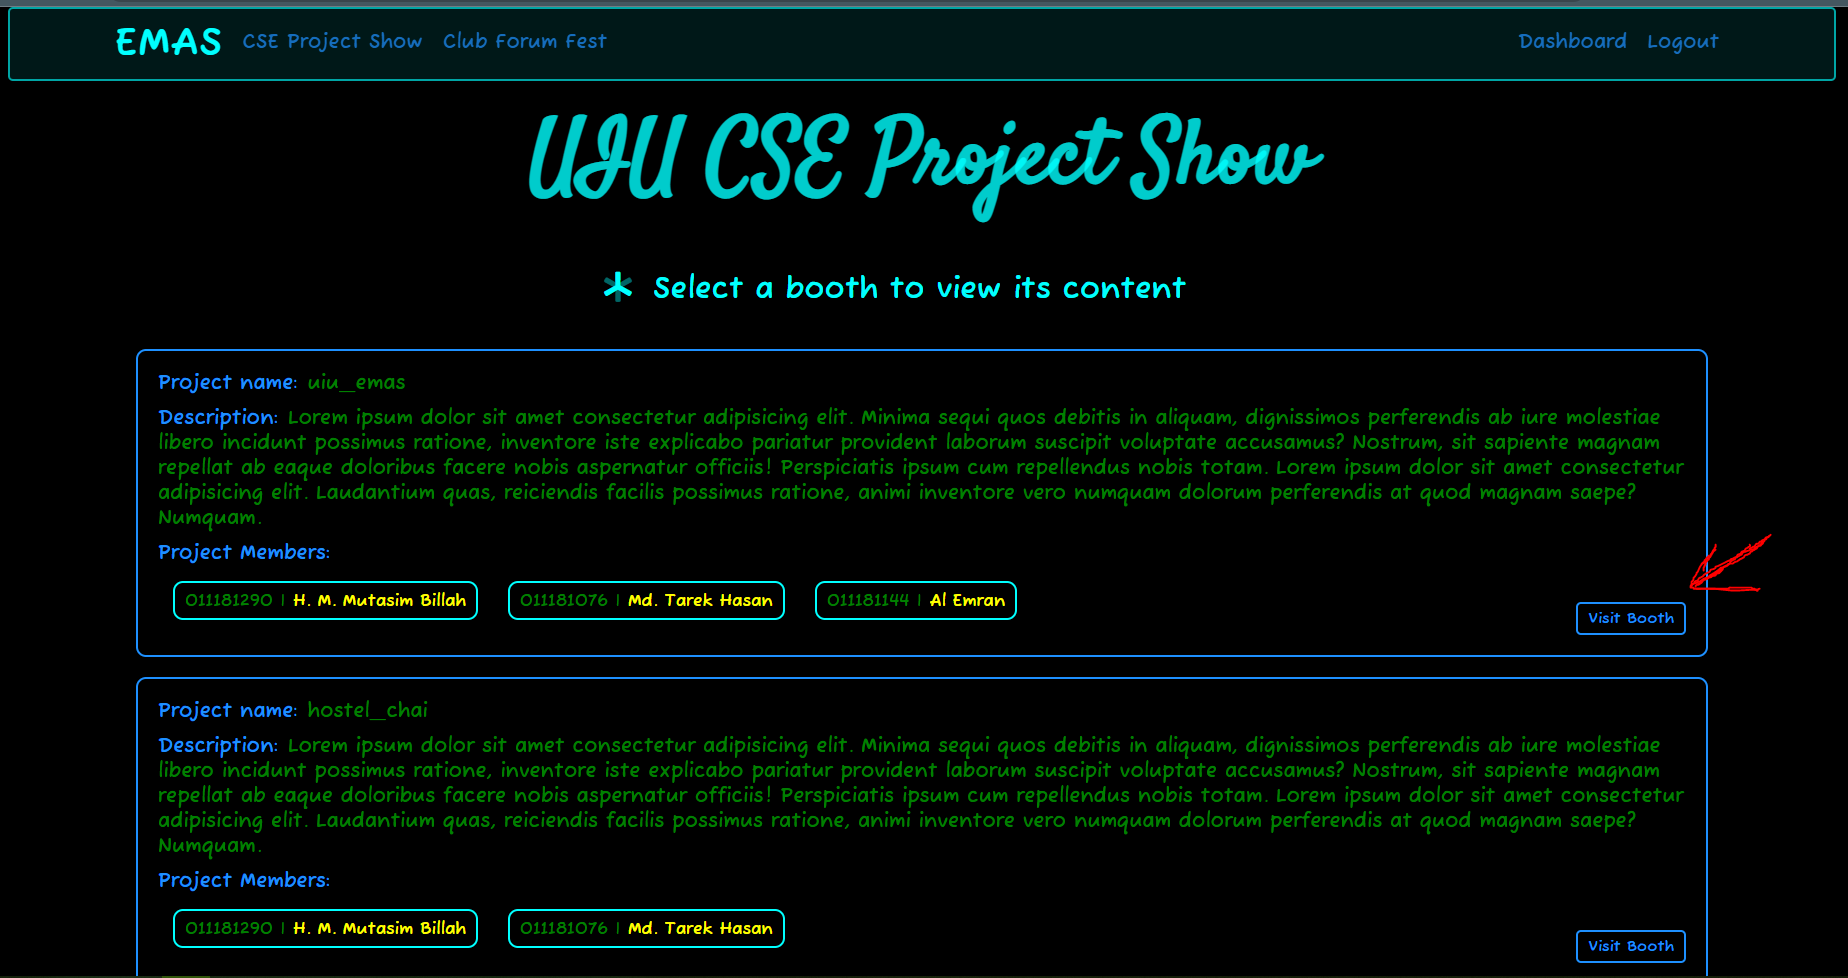 EMAS CSE Project Show Club Forum Fest Dashboard Logout
UIU CSE Project Show
* Select a booth to view its content
Project name: uiu_emas
Description: Lorem ipsum dolor sit amet consectetur adipisicing elit. Minima sequi quos debitis in aliquam, dignissimos perferendis ab iure molestiae
libero incidunt possimus ratione, inventore iste explicabo pariatur provident laborum suscipit voluptate accusamus? Nostrum, sit sapiente magnam
repellat ab eaque doloribus facere nobis aspernatur officiis! Perspiciatis ipsum cum repellendus nobis totam. Lorem ipsum dolor sit amet consectetur
adipisicing elit. Laudantium quas, reiciendis facilis possimus ratione, animi inventore vero numquam dolorum perferendis at quod magnam saepe?
Numquam.
Project Members:
011181290 | H. M. Mutasim Billah 011181076 | Md. Tarek Hasan 011181144 | Al Emran
Visit Booth
Project name: hostel_chai
Description: Lorem ipsum dolor sit amet consectetur adipisicing elit. Minima sequi quos debitis in aliquam, dignissimos perferendis ab iure molestiae
libero incidunt possimus ratione, inventore iste explicabo pariatur provident laborum suscipit voluptate accusamus? Nostrum, sit sapiente magnam
repellat ab eaque doloribus facere nobis aspernatur officiis! Perspiciatis ipsum cum repellendus nobis totam. Lorem ipsum dolor sit amet consectetur
adipisicing elit. Laudantium quas, reiciendis facilis possimus ratione, animi inventore vero numquam dolorum perferendis at quod magnam saepe?
Numquam.
Project Members:
011181290 | H. M. Mutasim Billah 011181076 | Md. Tarek Hasan
Visit Booth